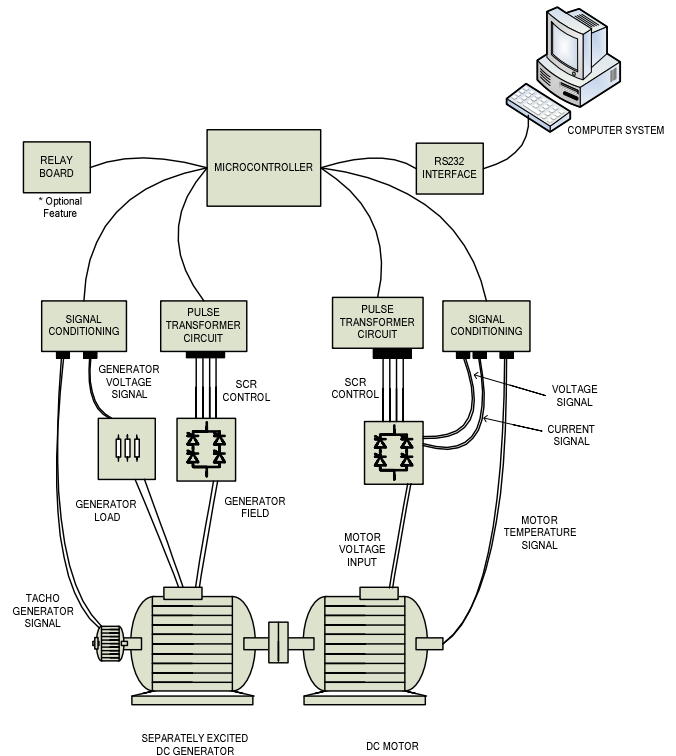 COMPUTER SYSTEM
RELAY
BOARD
* Optional
Feature
MICROCONTROLLER
RS232
INTERFACE
SIGNAL
CONDITIONING
PULSE
TRANSFORMER
CIRCUIT
PULSE
TRANSFORMER
CIRCUIT
SIGNAL
CONDITIONING
GENERATOR
VOLTAGE
SIGNAL
SCR
CONTROL
SCR
CONTROL
VOLTAGE
SIGNAL
CURRENT
SIGNAL
GENERATOR
LOAD
GENERATOR
FIELD
MOTOR
VOLTAGE
INPUT
MOTOR
TEMPERATURE
SIGNAL
TACHO
GENERATOR
SIGNAL
SEPARATELY EXCITED
DC GENERATOR
DC MOTOR